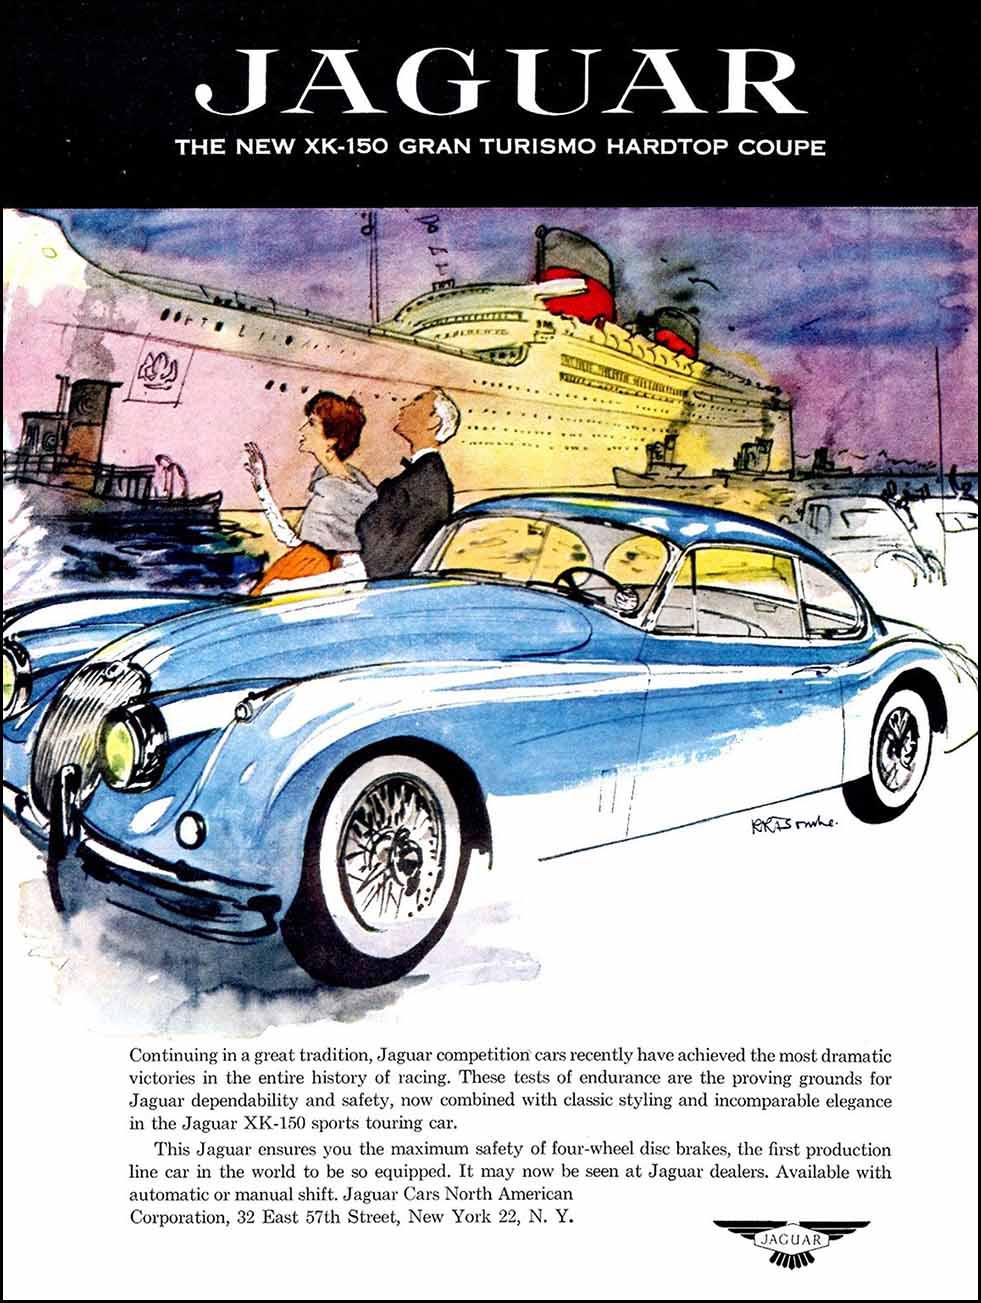 JAGUAR
THE NEW XK-150 GRAN TURISMO HARDTOP COUPE
Continuing in a great tradition, Jaguar competition cars recently have achieved the most dramatic
victories in the entire history of racing. These tests of endurance are the proving grounds for
Jaguar dependability and safety, now combined with classic styling and incomparable elegance
in the Jaguar XK-150 sports touring car.
This Jaguar ensures you the maximum safety of four-wheel disc brakes, the first production
line car in the world to be so equipped. It may now be seen at Jaguar dealers. Available with
automatic or manual shift. Jaguar Cars North American
Corporation, 32 East 57th Street, New York 22, N. Y.
JAGUAR